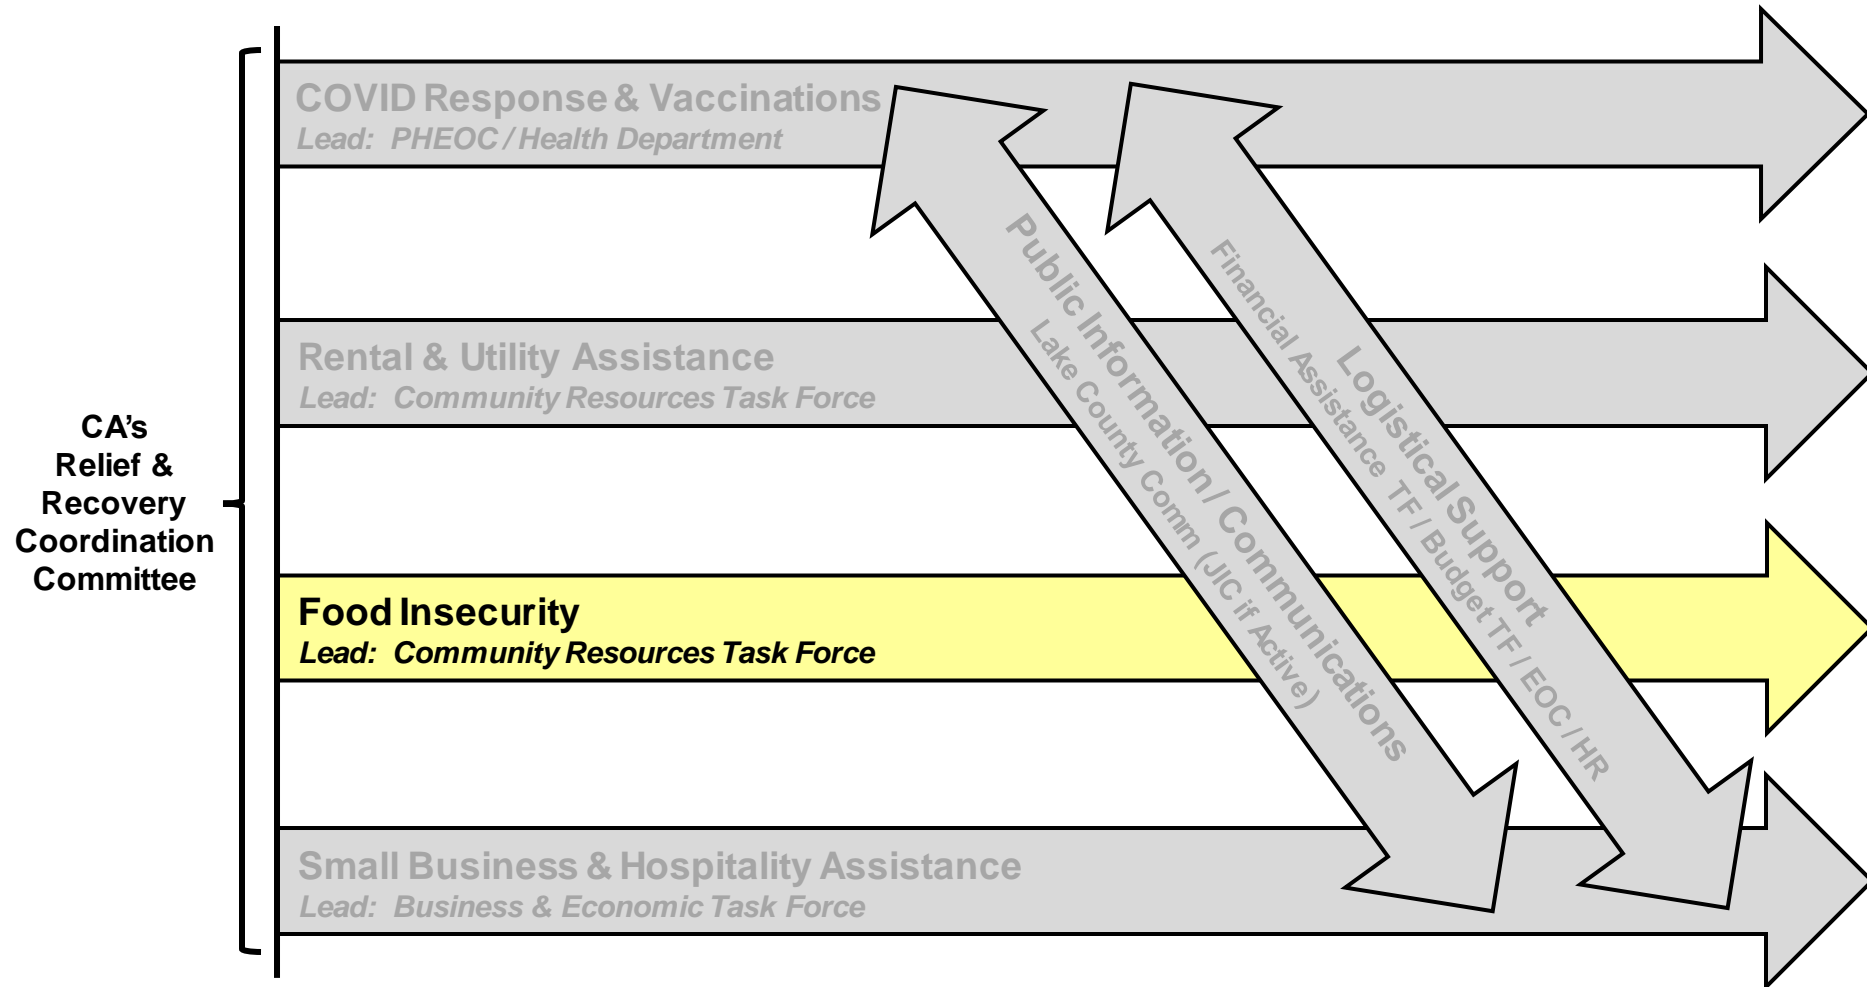 COVID Response & Vaccinations
Lead: PHEOC / Health Department
Rental & Utility Assistance
Lead: Community Resources Task Force
CA's
Relief &
Recovery
Coordination
Committee
Food Insecurity
Lead: Community Resources Task Force
Small Business & Hospitality Assistance
Lead: Business & Economic Task Force
Public Information / Communications
Lake County Comm (JIC if Active)
Logistical Support
Financial Assistance TF / Budget TF / EOC / HR